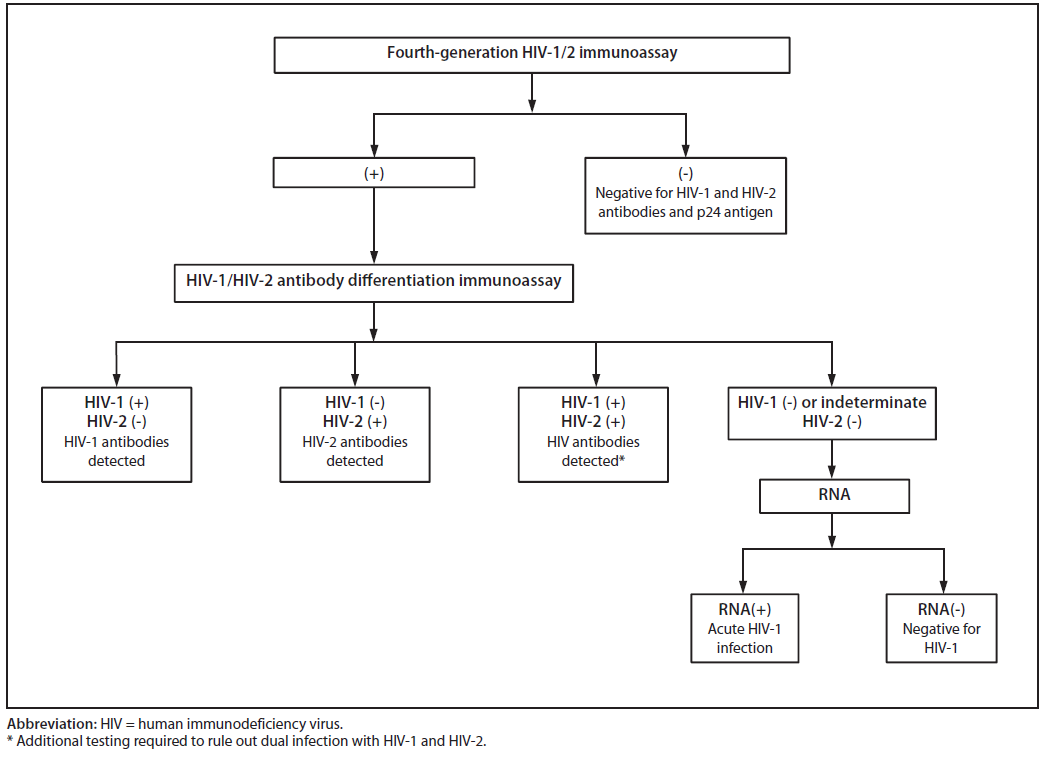 Fourth-generation HIV-1/2 immunoassay
(+)
(-)
Negative for HIV-1 and HIV-2
antibodies and p24 antigen
HIV-1/HIV-2 antibody differentiation immunoassay
HIV-1 (+)
HIV-2 (-)
HIV-1 antibodies
detected
HIV-1 (-)
HIV-2 (+)
HIV-2 antibodies
detected
HIV-1 (+)
HIV-2 (+)
HIV antibodies
detected*
HIV-1 (-) or indeterminate
HIV-2 (-)
RNA
RNA(+)
Acute HIV-1
infection
RNA(-)
Negative for
HIV-1
Abbreviation: HIV = human immunodeficiency virus.
* Additional testing required to rule out dual infection with HIV-1 and HIV-2.